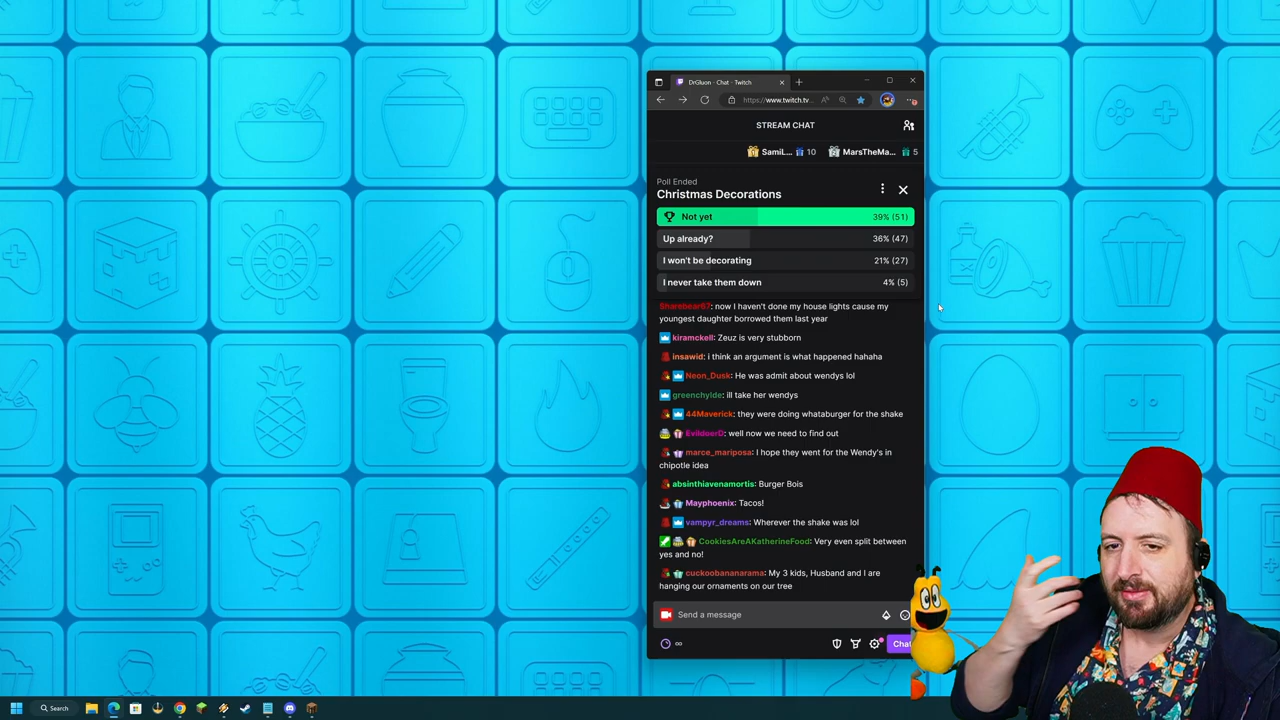 DrGluon - Chat - Twitch
https://www.twitch.tv...
STREAM CHAT
SamiL... 10 MarsTheMa... 5
Poll Ended
Christmas Decorations
Not yet 39% (51)
Up already? 36% (47)
I won't be decorating 21% (27)
I never take them down 4% (5)
now I haven't done my house lights cause my
youngest daughter borrowed them last year
kiramckell: Zeuz is very stubborn
insawid: i think an argument is what happened hahaha
Neon_Dusk: He was admit about wendys lol
greenchylde: ill take her wendys
44Maverick: they were doing whataburger for the shake
EvildoerD: well now we need to find out
marce_mariposa: I hope they went for the Wendy's in
chipotle idea
absinthiavenamortis: Burger Bois
Mayphoenix: Tacos!
vampyr_dreams: Wherever the shake was lol
CookiesAreAKatherineFood: Very even split between
yes and no!
cuckoobananarama: My 3 kids, Husband and I are
hanging our ornaments on our tree
Send a message
∞ Chat
Search